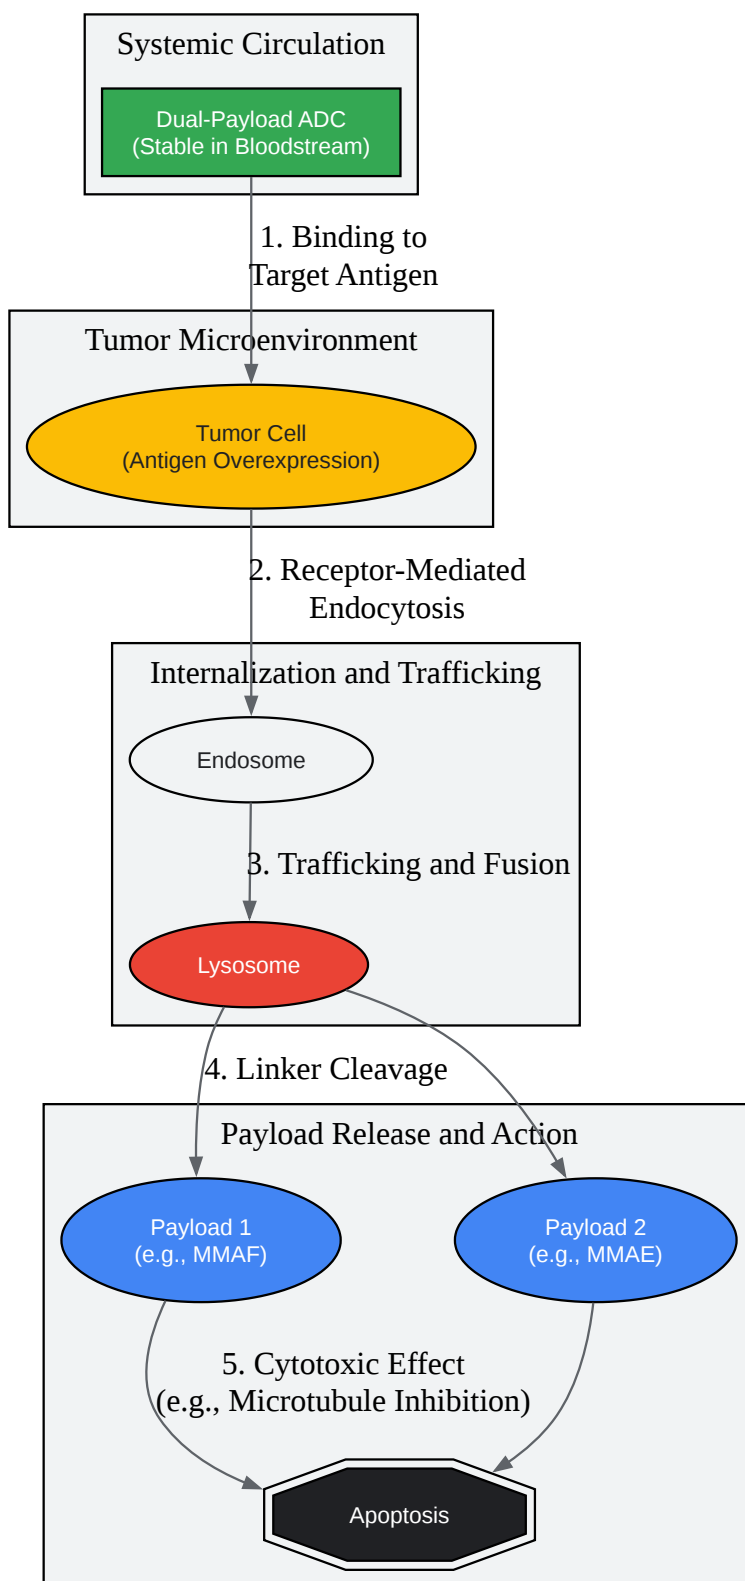 Systemic Circulation
Dual-Payload ADC
(Stable in Bloodstream)
1. Binding to
Target Antigen
Tumor Microenvironment
Tumor Cell
(Antigen Overexpression)
2. Receptor-Mediated
Endocytosis
Internalization and Trafficking
Endosome
3. Trafficking and Fusion
Lysosome
4. Linker Cleavage
Payload Release and Action
Payload 1
(e.g., MMAF)
Payload 2
(e.g., MMAE)
5. Cytotoxic Effect
(e.g., Microtubule Inhibition)
Apoptosis